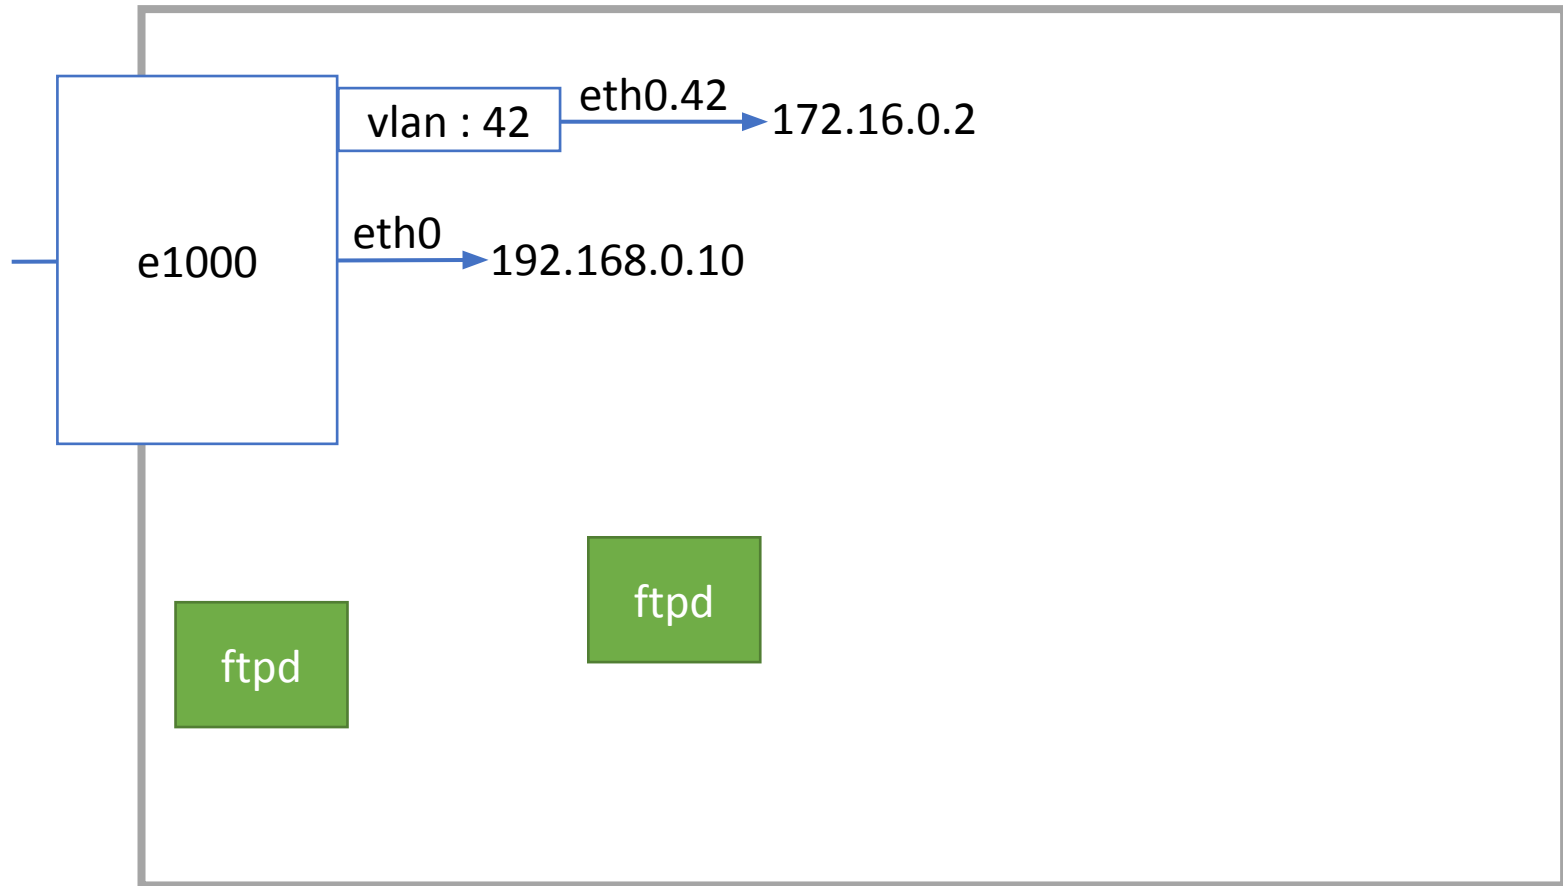 eth0.42
vlan : 42
172.16.0.2
eth0
e1000
192.168.0.10
ftpd
ftpd